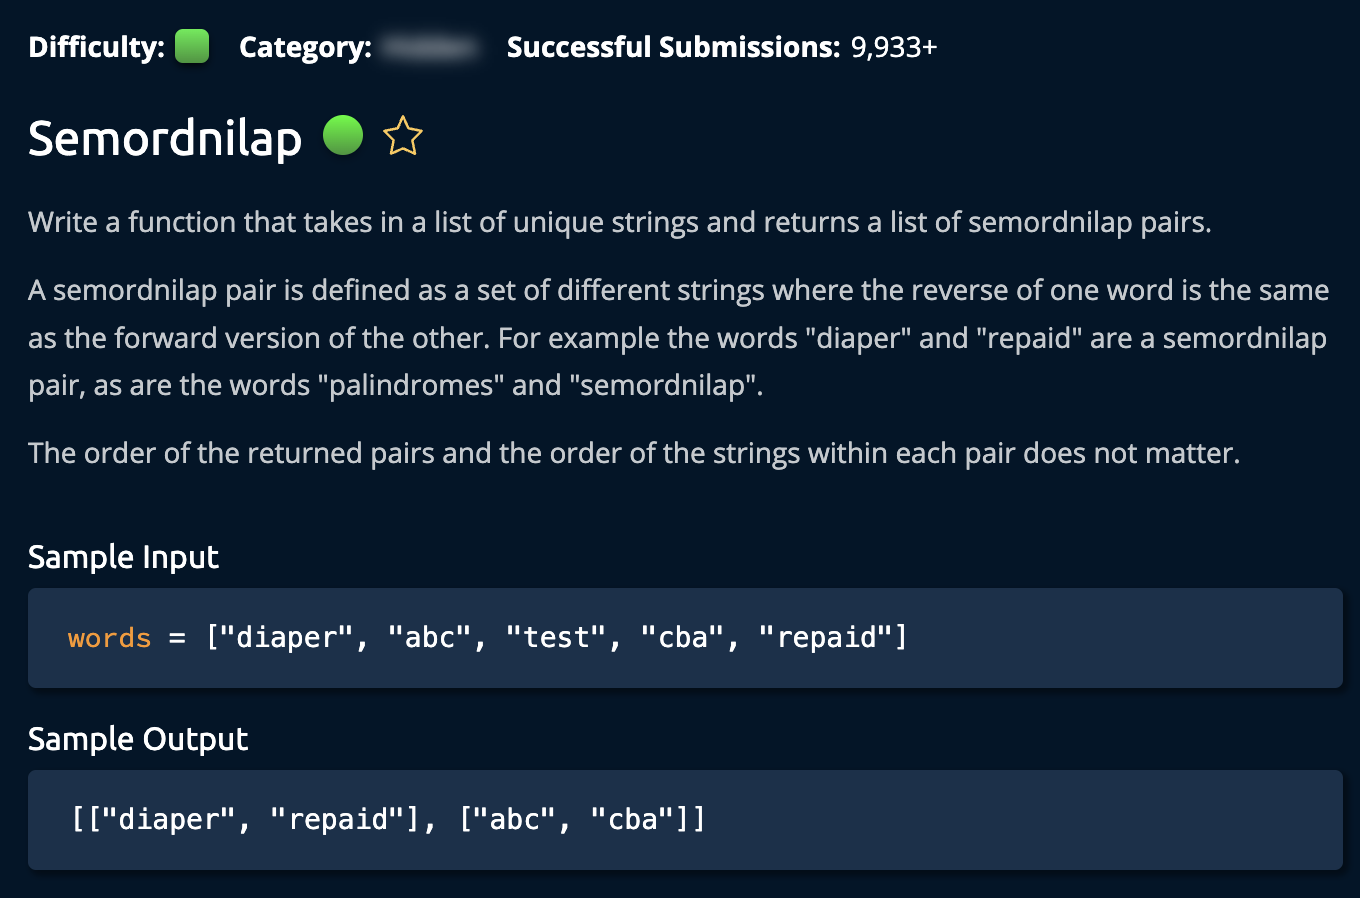 Difficulty: Category: Successful Submissions: 9,933+
Semordnilap
Write a function that takes in a list of unique strings and returns a list of semordnilap pairs.
A semordnilap pair is defined as a set of different strings where the reverse of one word is the same
as the forward version of the other. For example the words "diaper" and "repaid" are a semordnilap
pair, as are the words "palindromes" and "semordnilap".
The order of the returned pairs and the order of the strings within each pair does not matter.
Sample Input
words = ["diaper", "abc", "test", "cba", "repaid"]
Sample Output
[["diaper", "repaid"], ["abc", "cba"]]